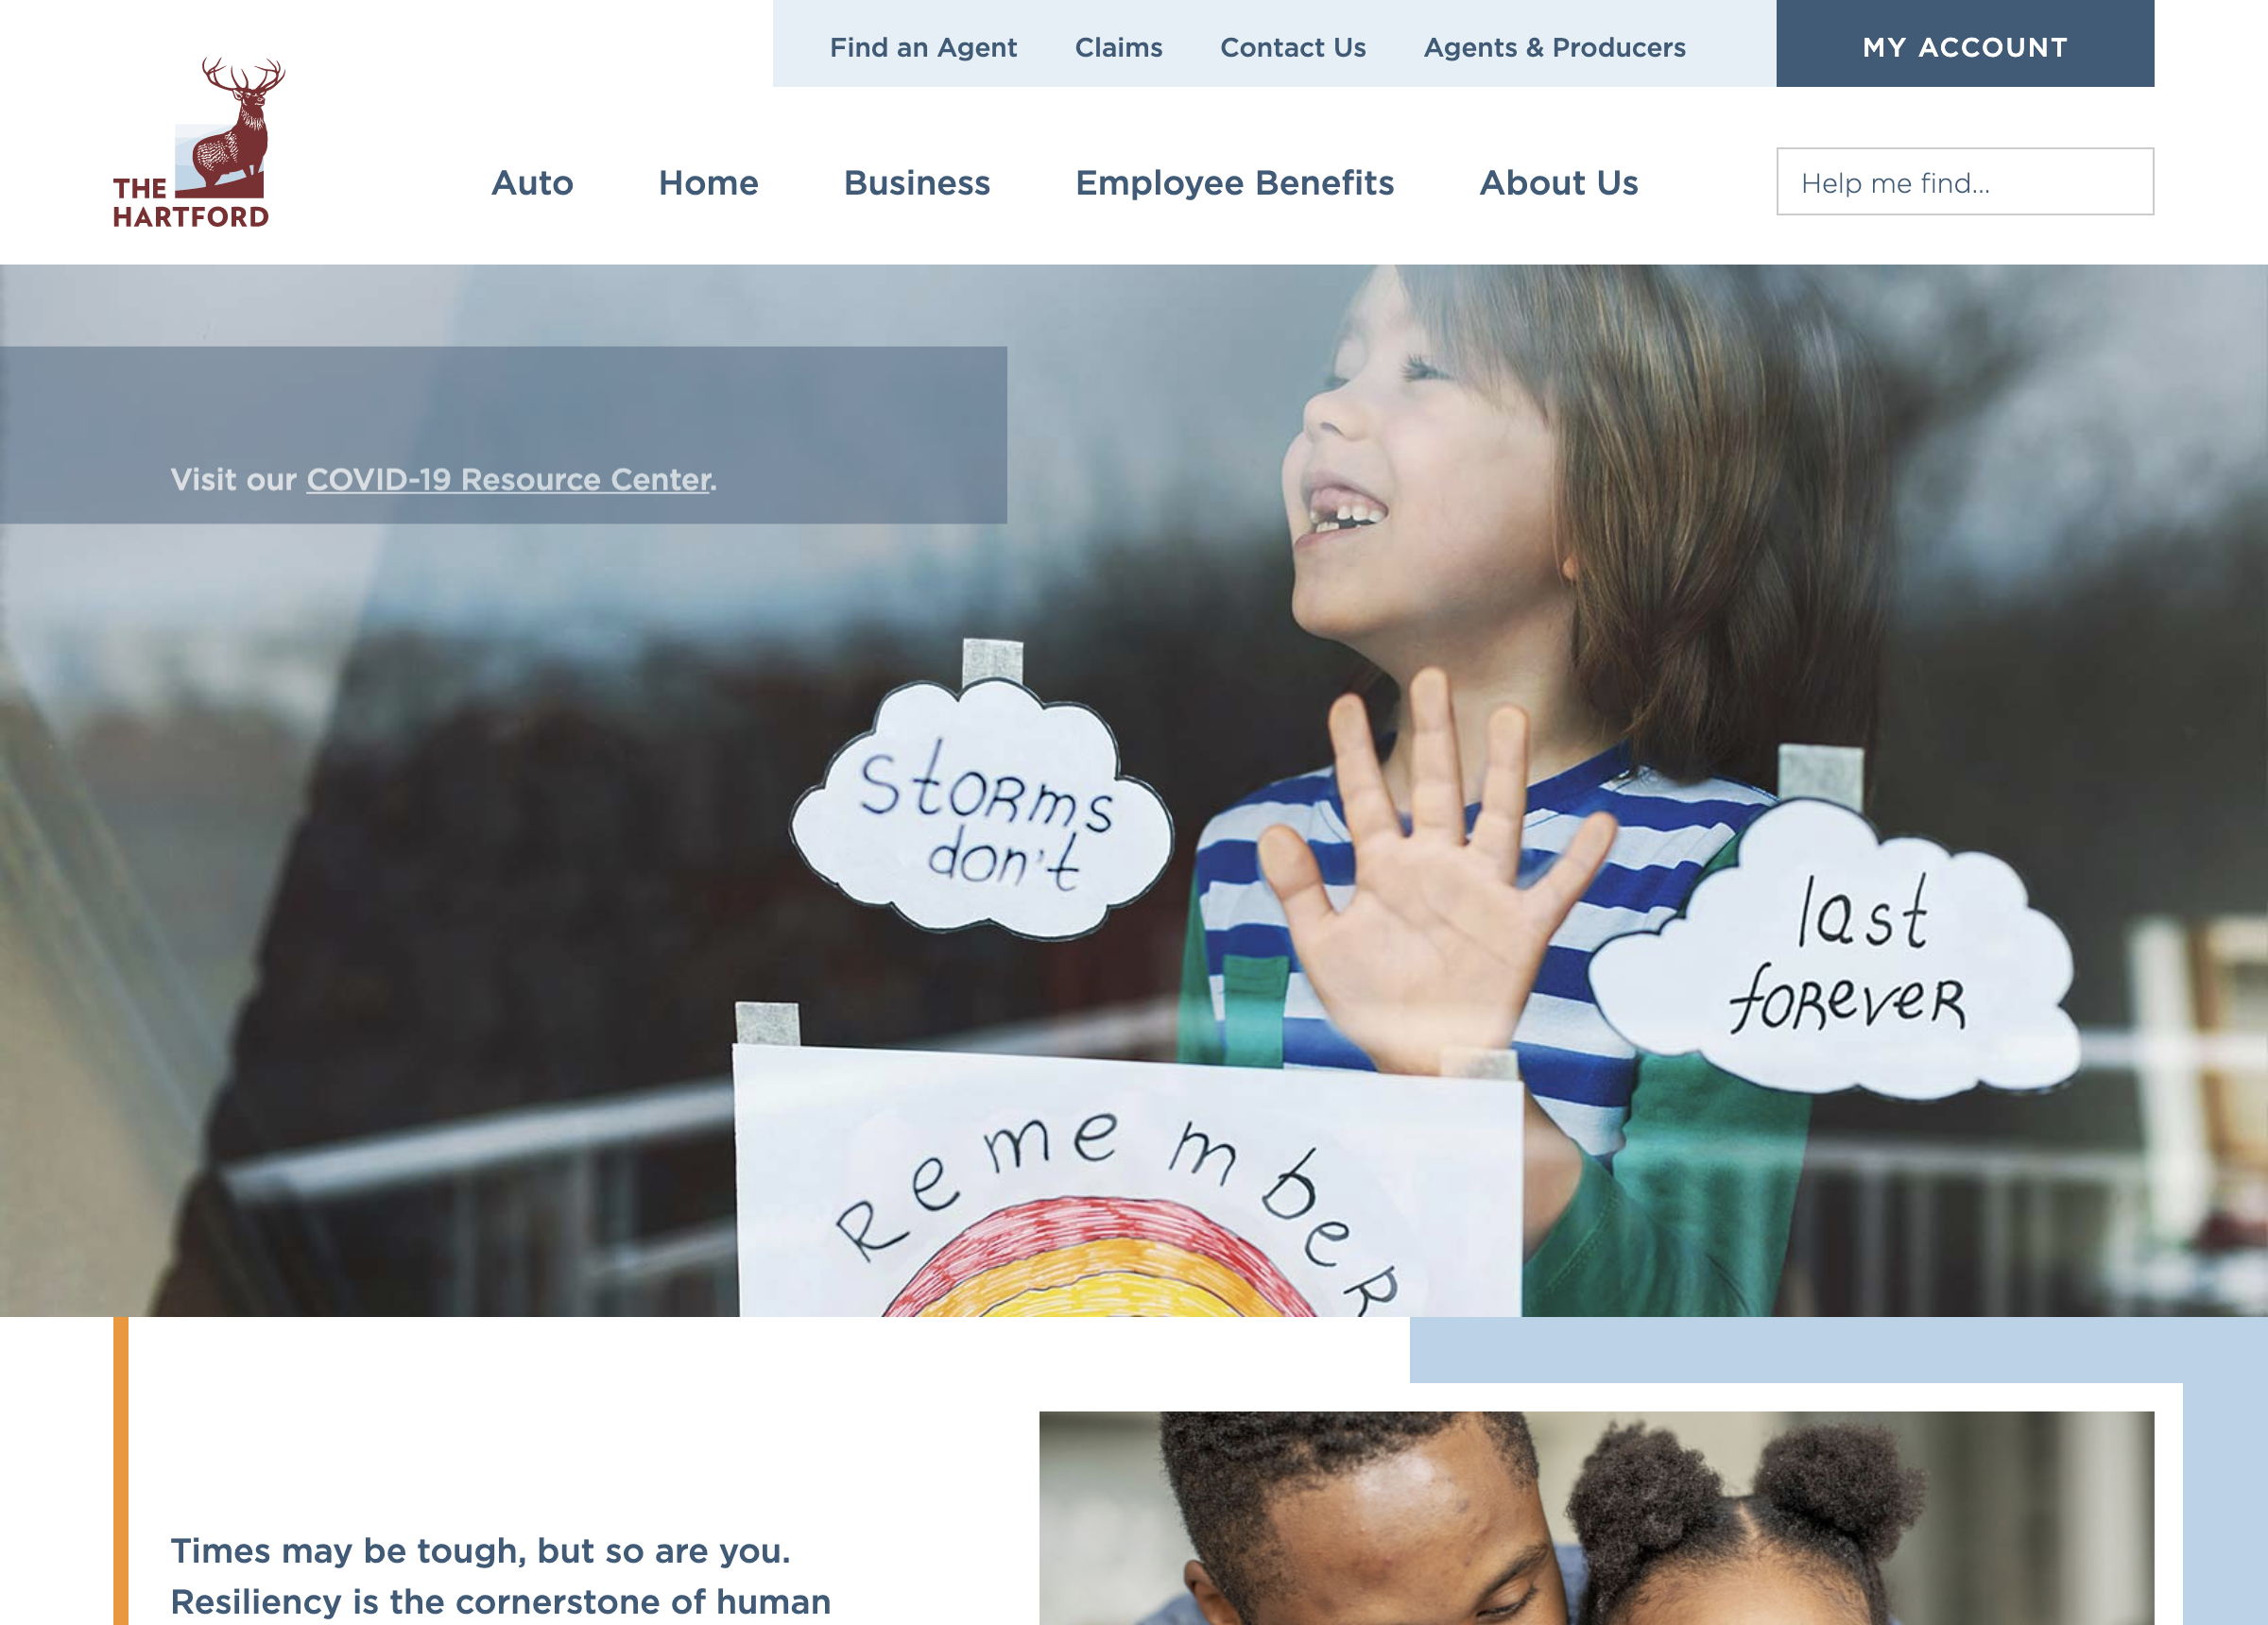 Find an Agent
Claims
Contact Us
Agents & Producers
MY ACCOUNT
THE
HARTFORD
Auto
Home
Business
Employee Benefits
About Us
Help me find...
Visit our COVID-19 Resource Center.
storms
don't
last
forever
Remember
Times may be tough, but so are you.
Resiliency is the cornerstone of human